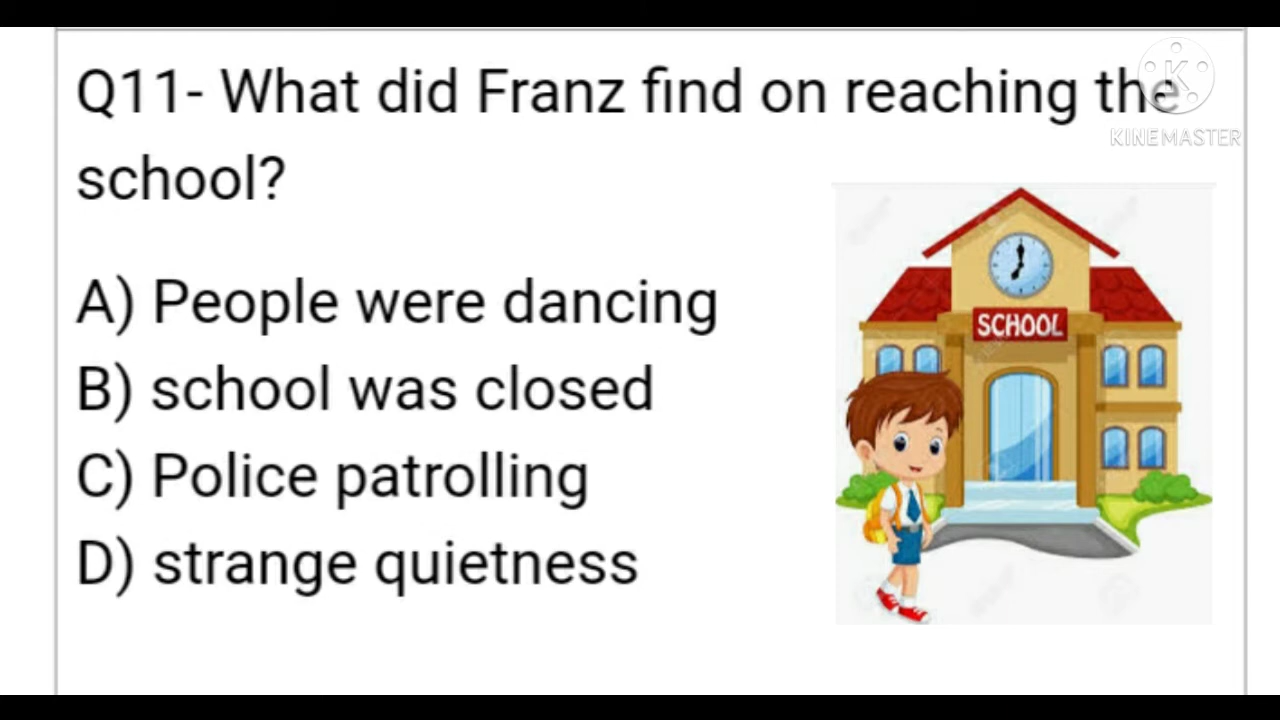 Q11- What did Franz find on reaching the
school?
A) People were dancing
B) school was closed
C) Police patrolling
D) strange quietness
SCHOOL
K
KINEMASTER